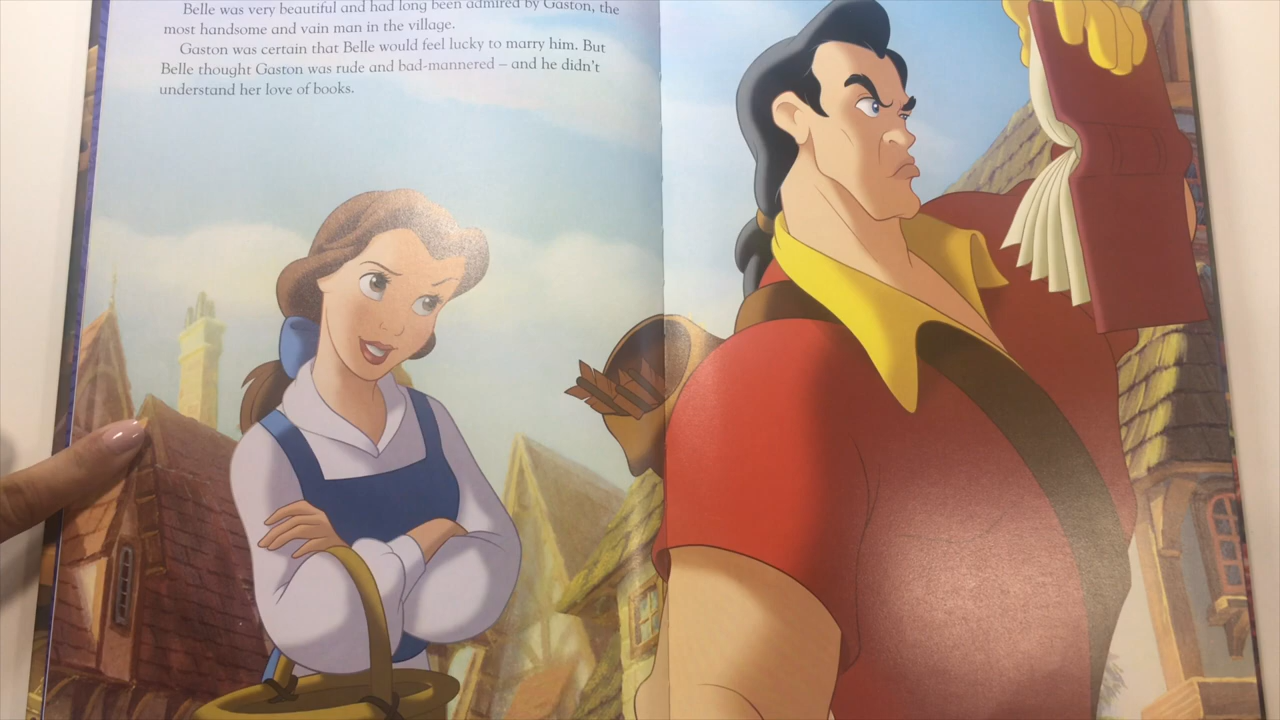 Belle was very beautiful and had long been admired by Gaston, the
most handsome and vain man in the village.
Gaston was certain that Belle would feel lucky to marry him. But
Belle thought Gaston was rude and bad-mannered – and he didn't
understand her love of books.